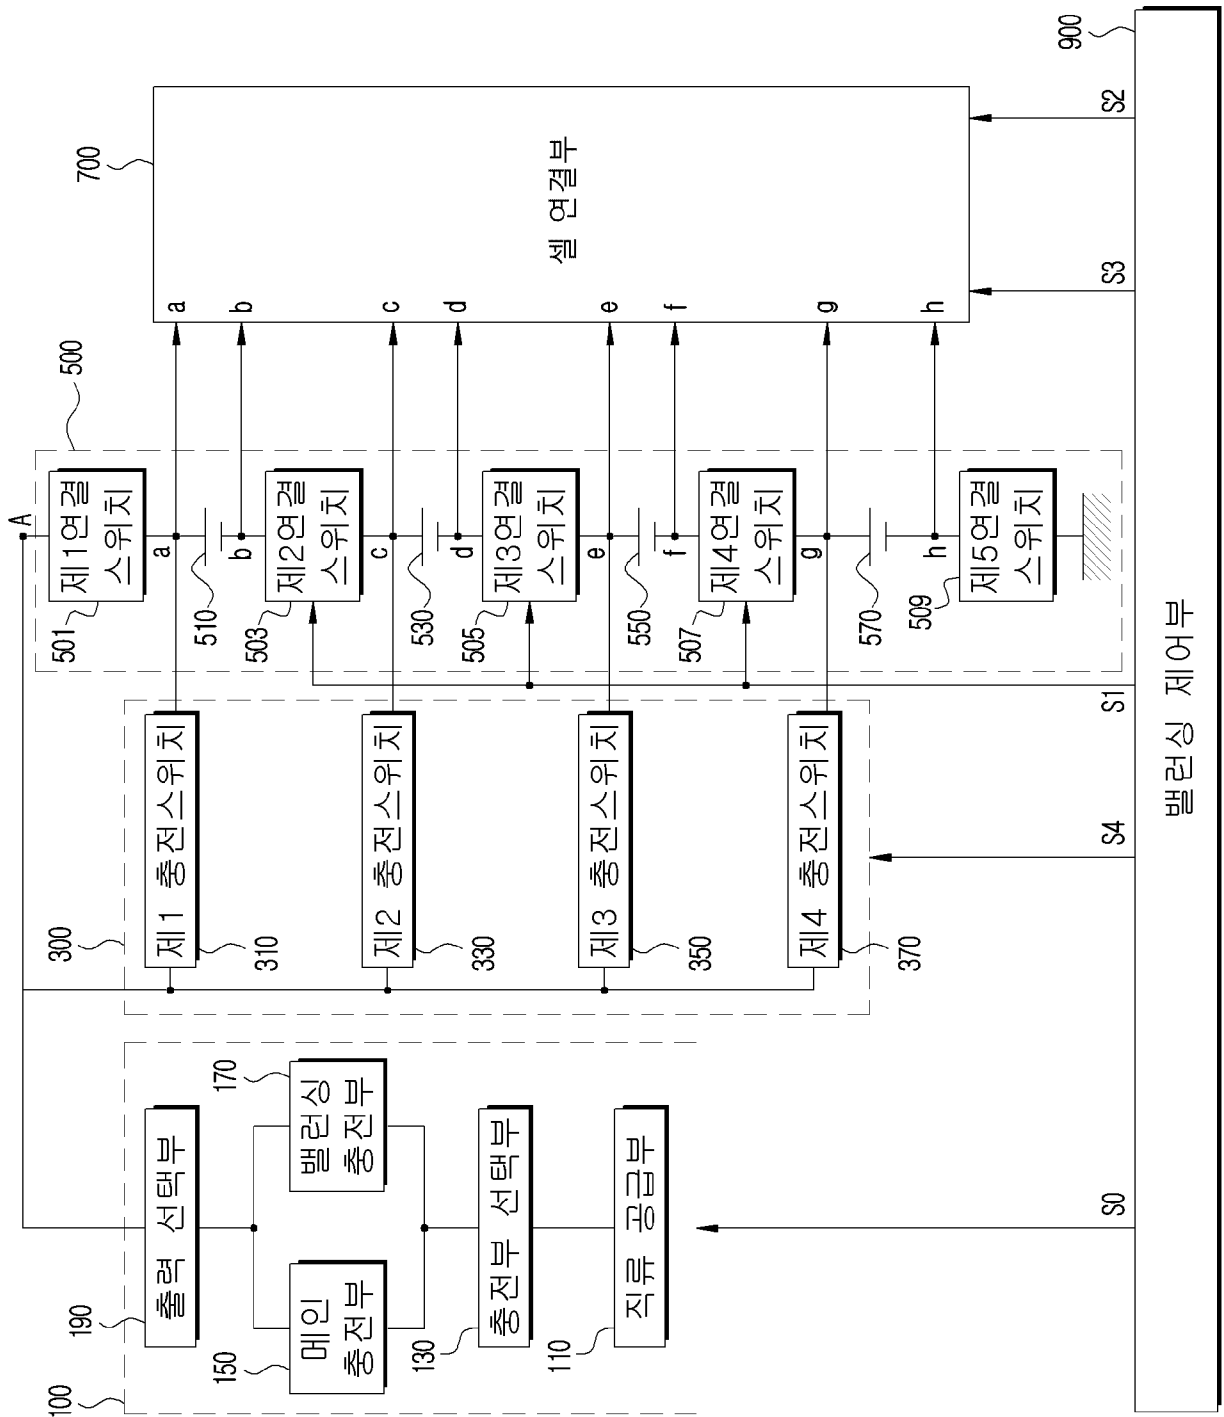 100
190
출력 선택부
150
메인
충전부
170
밸런싱
충전부
130
충전부 선택부
110
직류 공급부
S0
300
제1 충전스위치
310
제2 충전스위치
330
제3 충전스위치
350
제4 충전스위치
370
S4
500
A
501
제1연결
스위치
a
510
b
503
제2연결
스위치
c
530
d
505
제3연결
스위치
e
550
f
507
제4연결
스위치
g
570
h
509
제5연결
스위치
S1
700
a
b
c
d
e
f
g
h
셀 연결부
S3
S2
900
밸런싱 제어부